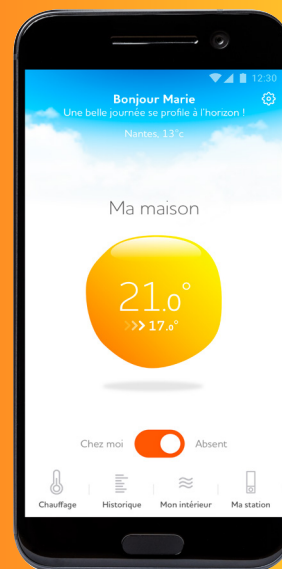 12:30
Bonjour Marie
Une belle journée se profile à l'horizon !
Nantes, 13°c
Ma maison
21.0°
>>> 17.0°
Chez moi
Absent
Chauffage
Historique
Mon intérieur
Ma station